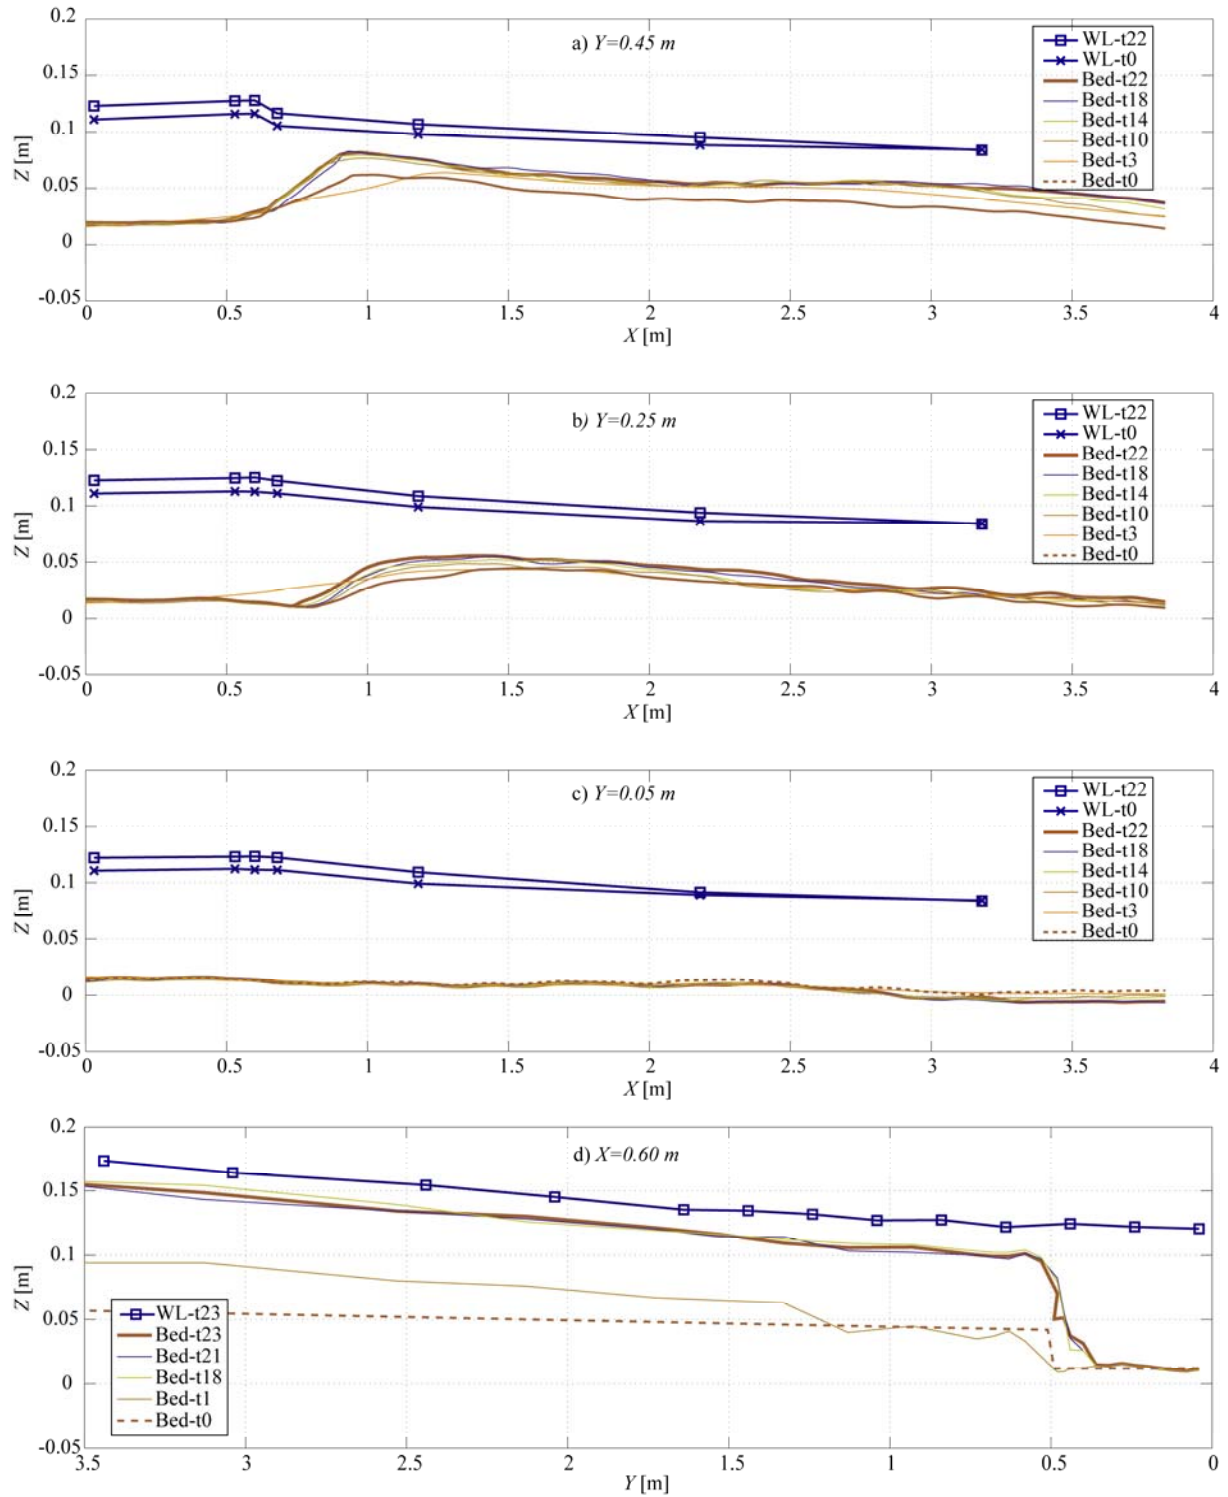 0.2
a) Y=0.45 m
0.15
0.1
0.05
0
-0.05
Z [m]
WL-t22
WL-t0
Bed-t22
Bed-t18
Bed-t14
Bed-t10
Bed-t3
Bed-t0
0 0.5 1 1.5 2 2.5 3 3.5 4
X [m]
0.2
b) Y=0.25 m
0.15
0.1
0.05
0
-0.05
Z [m]
WL-t22
WL-t0
Bed-t22
Bed-t18
Bed-t14
Bed-t10
Bed-t3
Bed-t0
0 0.5 1 1.5 2 2.5 3 3.5 4
X [m]
0.2
c) Y=0.05 m
0.15
0.1
0.05
0
-0.05
Z [m]
WL-t22
WL-t0
Bed-t22
Bed-t18
Bed-t14
Bed-t10
Bed-t3
Bed-t0
0 0.5 1 1.5 2 2.5 3 3.5 4
X [m]
0.2
d) X=0.60 m
0.15
0.1
0.05
0
-0.05
Z [m]
WL-t23
Bed-t23
Bed-t21
Bed-t18
Bed-t1
Bed-t0
3.5 3 2.5 2 1.5 1 0.5 0
Y [m]